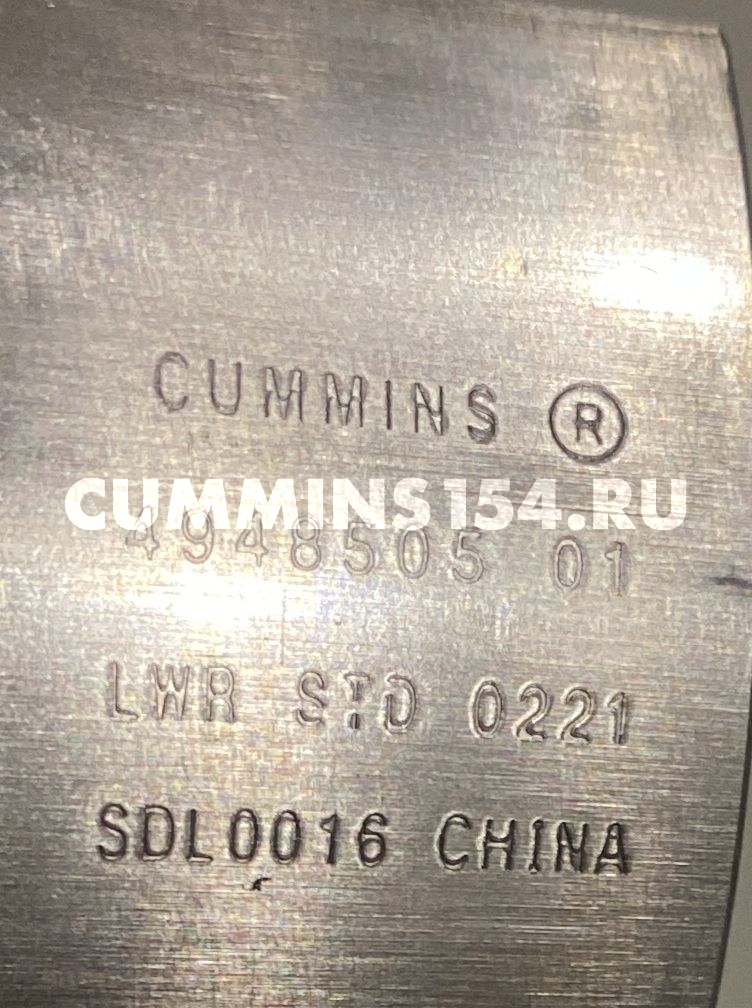 CUMMINS ®
CUMMINS154.RU
4948505 01
LWR STD 0221
SDL0016 CHINA